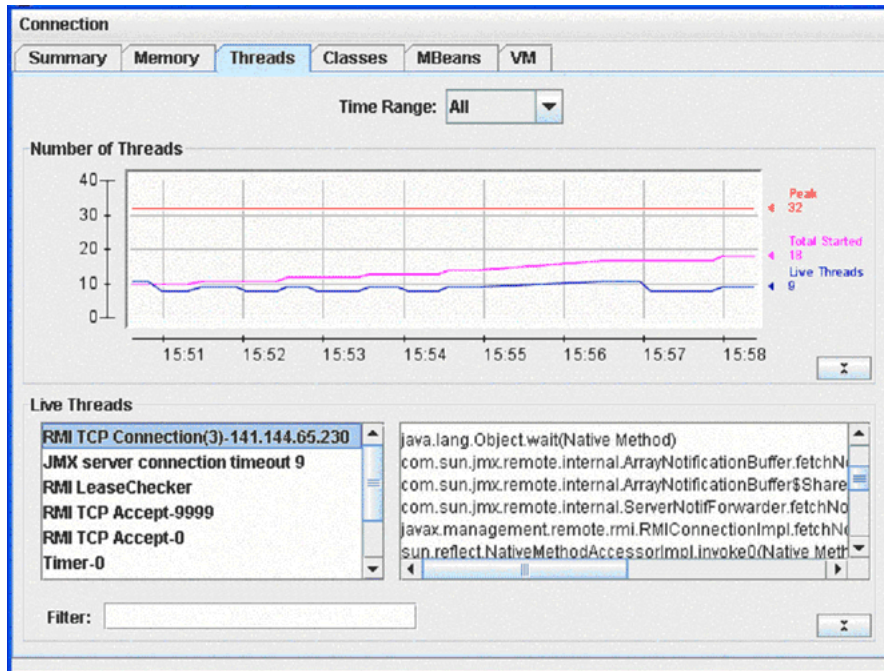 Connection
Summary Memory Threads Classes MBeans VM
Time Range: All
Number of Threads
40
30
20
10
0
Peak
32
Total Started
18
Live Threads
9
15:51 15:52 15:53 15:54 15:55 15:56 15:57 15:58
Live Threads
RMI TCP Connection(3)-141.144.65.230
JMX server connection timeout 9
RMI LeaseChecker
RMI TCP Accept-9999
RMI TCP Accept-0
Timer-0
java.lang.Object.wait(Native Method)
com.sun.jmx.remote.internal.ArrayNotificationBuffer.fetchNo
com.sun.jmx.remote.internal.ArrayNotificationBuffer$Share
com.sun.jmx.remote.internal.ServerNotifForwarder.fetchNo
javax.management.remote.rmi.RMIConnectionImpl.fetchNo
sun.reflect.NativeMethodAccessorImpl.invoke0(Native Meth
Filter: